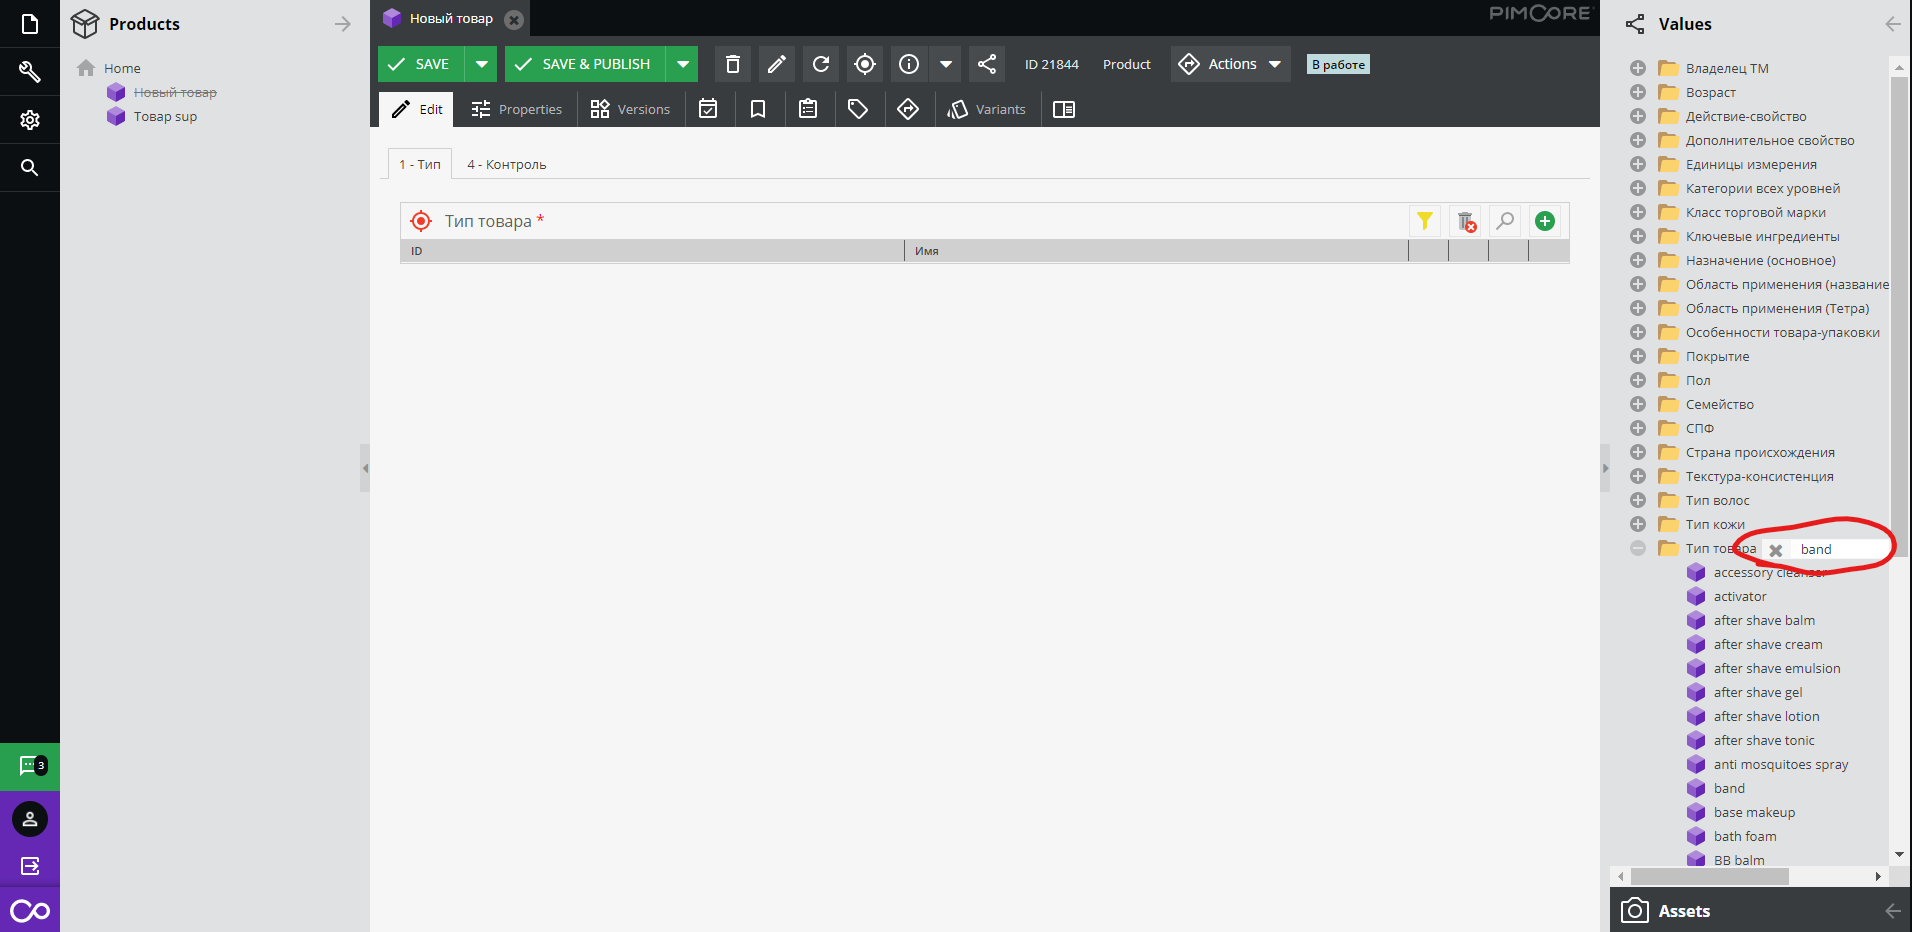 Products
Home
Новый товар
Товар sup
3
Новый товар
PIMCORE
SAVE
SAVE & PUBLISH
ID 21844
Product
Actions
В работе
Edit
Properties
Versions
Variants
1 - Тип
4 - Контроль
Тип товара *
ID
Имя
Values
Владелец ТМ
Возраст
Действие-свойство
Дополнительное свойство
Единицы измерения
Категории всех уровней
Класс торговой марки
Ключевые ингредиенты
Назначение (основное)
Область применения (название
Область применения (Тетра)
Особенности товара-упаковки
Покрытие
Пол
Семейство
СПФ
Страна происхождения
Текстура-консистенция
Тип волос
Тип кожи
Тип товара band
accessory cleanser
activator
after shave balm
after shave cream
after shave emulsion
after shave gel
after shave lotion
after shave tonic
anti mosquitoes spray
band
base makeup
bath foam
BB balm
Assets